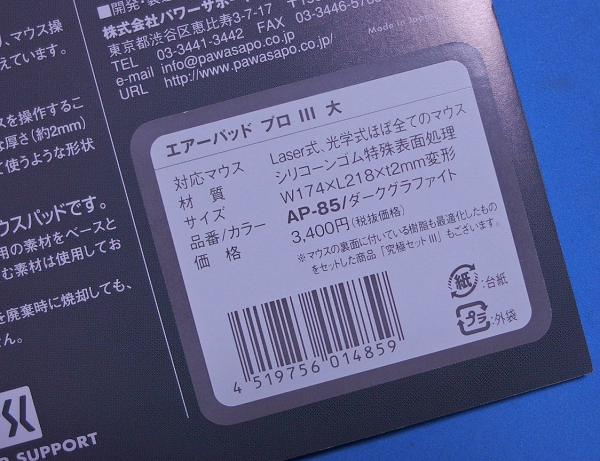 ■開発・製造
株式会社パワーサポート
東京都渋谷区恵比寿3-7-17
TEL 03-3441-3442
e-mail info@pawasapo.co.jp
URL http://www.pawasapo.co.jp
Made in Japan
、マウス操
えています。
スを操作するこ
な厚さ(約2mm)
て使うような形状
ウスパッドです。
用の素材をベースと
む素材は使用してお
を廃棄時に焼却しても、
せん。
エアーパッド プロ III 大
対応マウス Laser式、光学式ほぼ全てのマウス
材質 シリコーンゴム特殊表面処理
サイズ W174×L218×t2mm変形
品番/カラー AP-85/ダークグラファイト
価格 3,400円(税抜価格)
※マウスの裏面に付いている樹脂も最適化したもの
をセットした商品「究極セットIII」もございます。
紙:台紙
プラ:外袋
4 519756 014859
SUPPORT